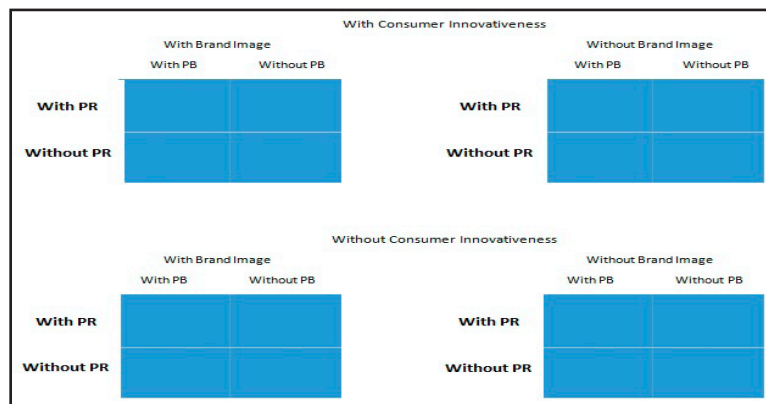 With Consumer Innovativeness
With Brand Image Without Brand Image
With PB Without PB With PB Without PB
With PR With PR
Without PR Without PR
Without Consumer Innovativeness
With Brand Image Without Brand Image
With PB Without PB With PB Without PB
With PR With PR
Without PR Without PR